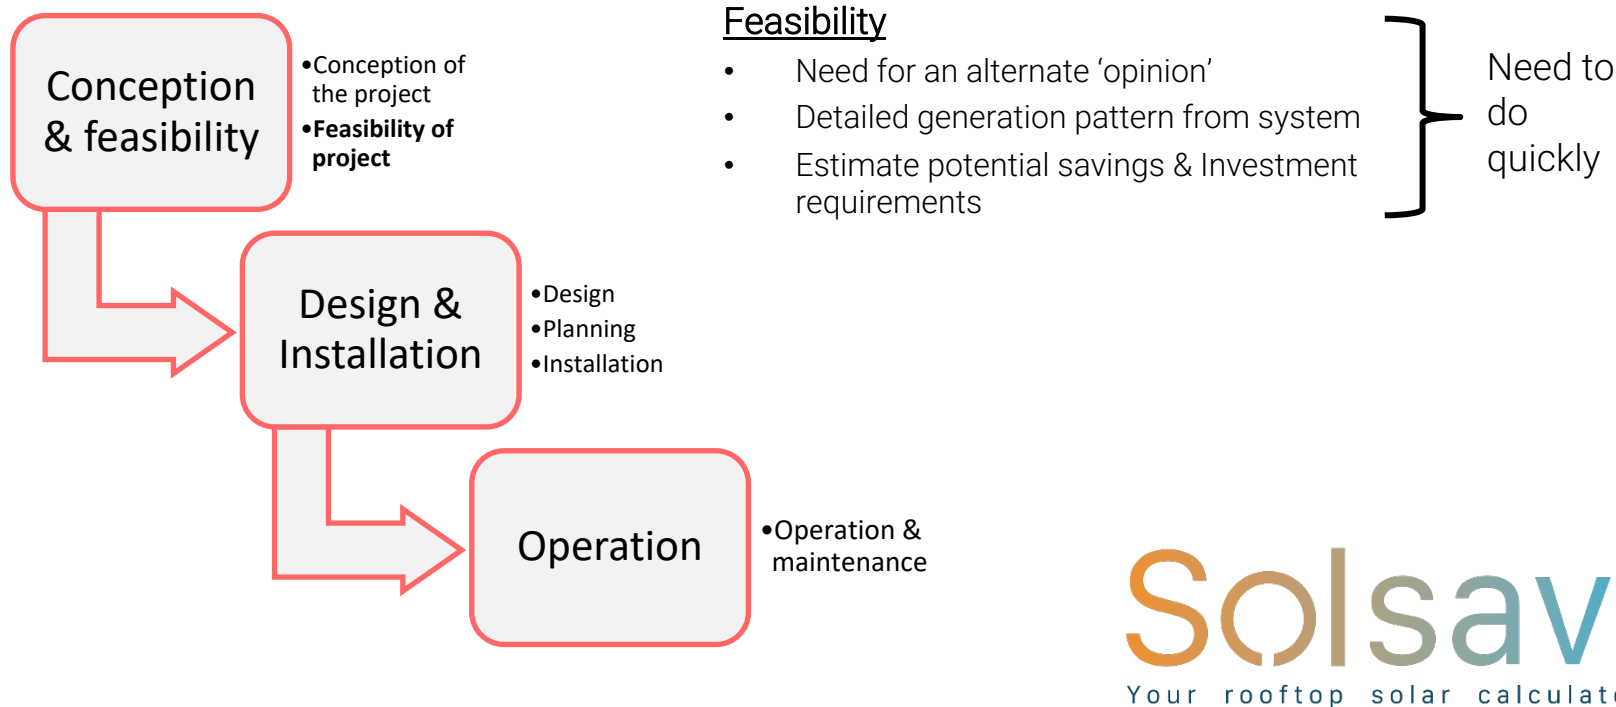 Conception
& feasibility
•Conception of
the project
•Feasibility of
project
Feasibility
• Need for an alternate ‘opinion’
• Detailed generation pattern from system
• Estimate potential savings & Investment
requirements
Need to
do
quickly
Design &
Installation
•Design
•Planning
•Installation
Operation
•Operation &
maintenance
Solsav
Your rooftop solar